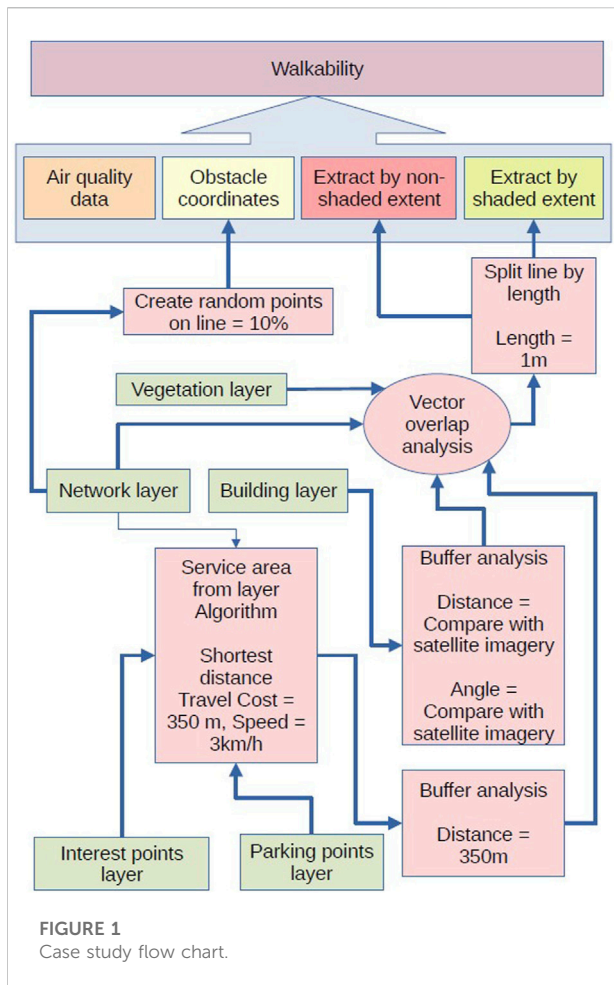 Walkability
Air quality
data
Obstacle
coordinates
Extract by non-
shaded extent
Extract by
shaded extent
Split line by
length
Length =
1m
Create random points
on line = 10%
Vegetation layer
Vector
overlap
analysis
Network layer
Building layer
Service area
from layer
Algorithm
Shortest
distance
Travel Cost =
350 m, Speed =
3km/h
Buffer analysis
Distance =
Compare with
satellite imagery
Angle =
Compare with
satellite imagery
Buffer analysis
Distance =
350m
Interest points
layer
Parking points
layer
FIGURE 1
Case study flow chart.